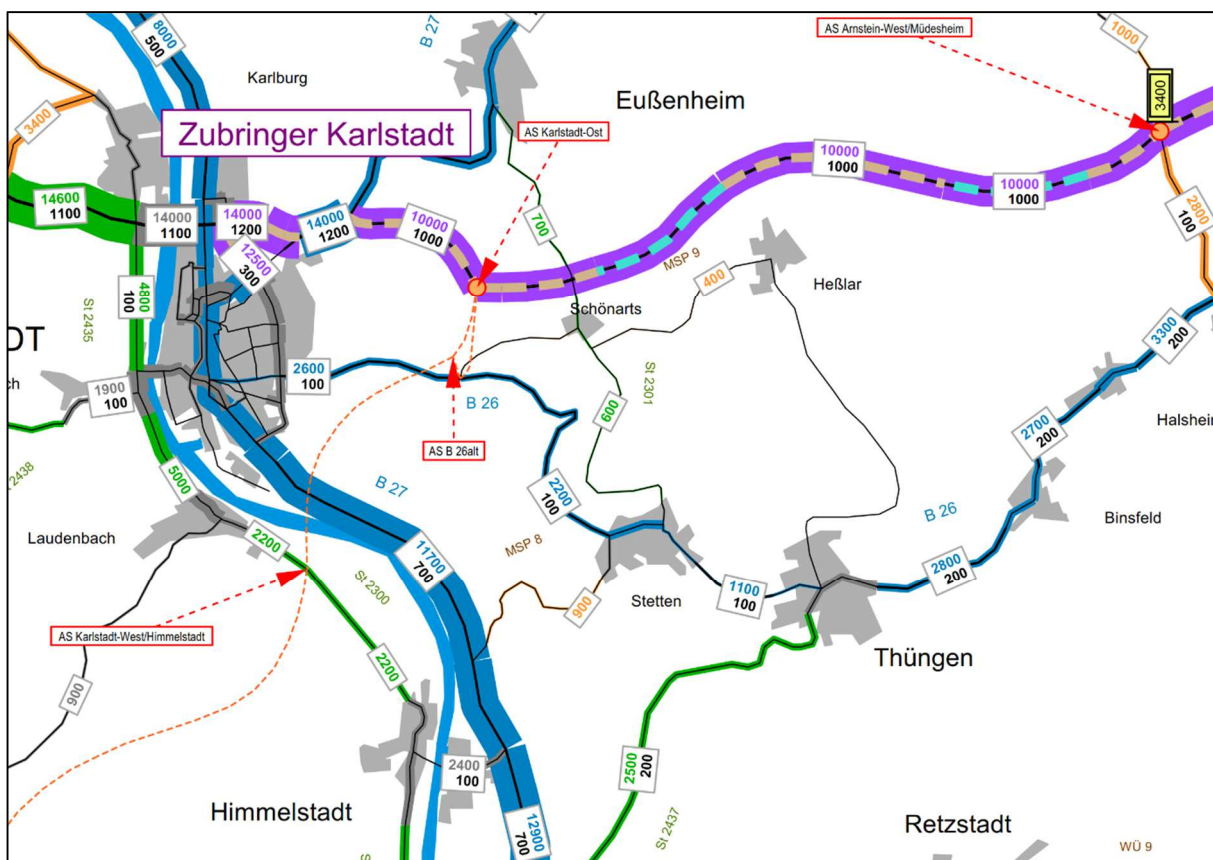 8000
500
B 27
AS Arnstein-West/Müdesheim
1000
3400
Karlburg
Eußenheim
3400
Zubringer Karlstadt
AS Karlstadt-Ost
10000
1000
10000
1000
14600
1100
14000
1100
14000
1200
14000
1200
10000
1000
2800
100
700
12500
300
MSP 9
400
Heßlar
4800
100
St 2435
Schönarts
3300
200
DT
2600
100
St 2301
ch
1900
100
B 26
600
Halsheim
2700
200
AS B 26alt
2438
5000
B 27
2200
100
B 26
Binsfeld
Laudenbach
2200
11700
700
MSP 8
2800
200
St 2300
1100
100
Stetten
900
AS Karlstadt-West/Himmelstadt
Thüngen
2200
900
2400
100
2500
200
Himmelstadt
12900
700
St 2437
Retzstadt
WÜ 9